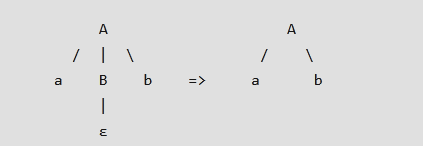 A A
/ | \ / \
a B b => a b
|
ε